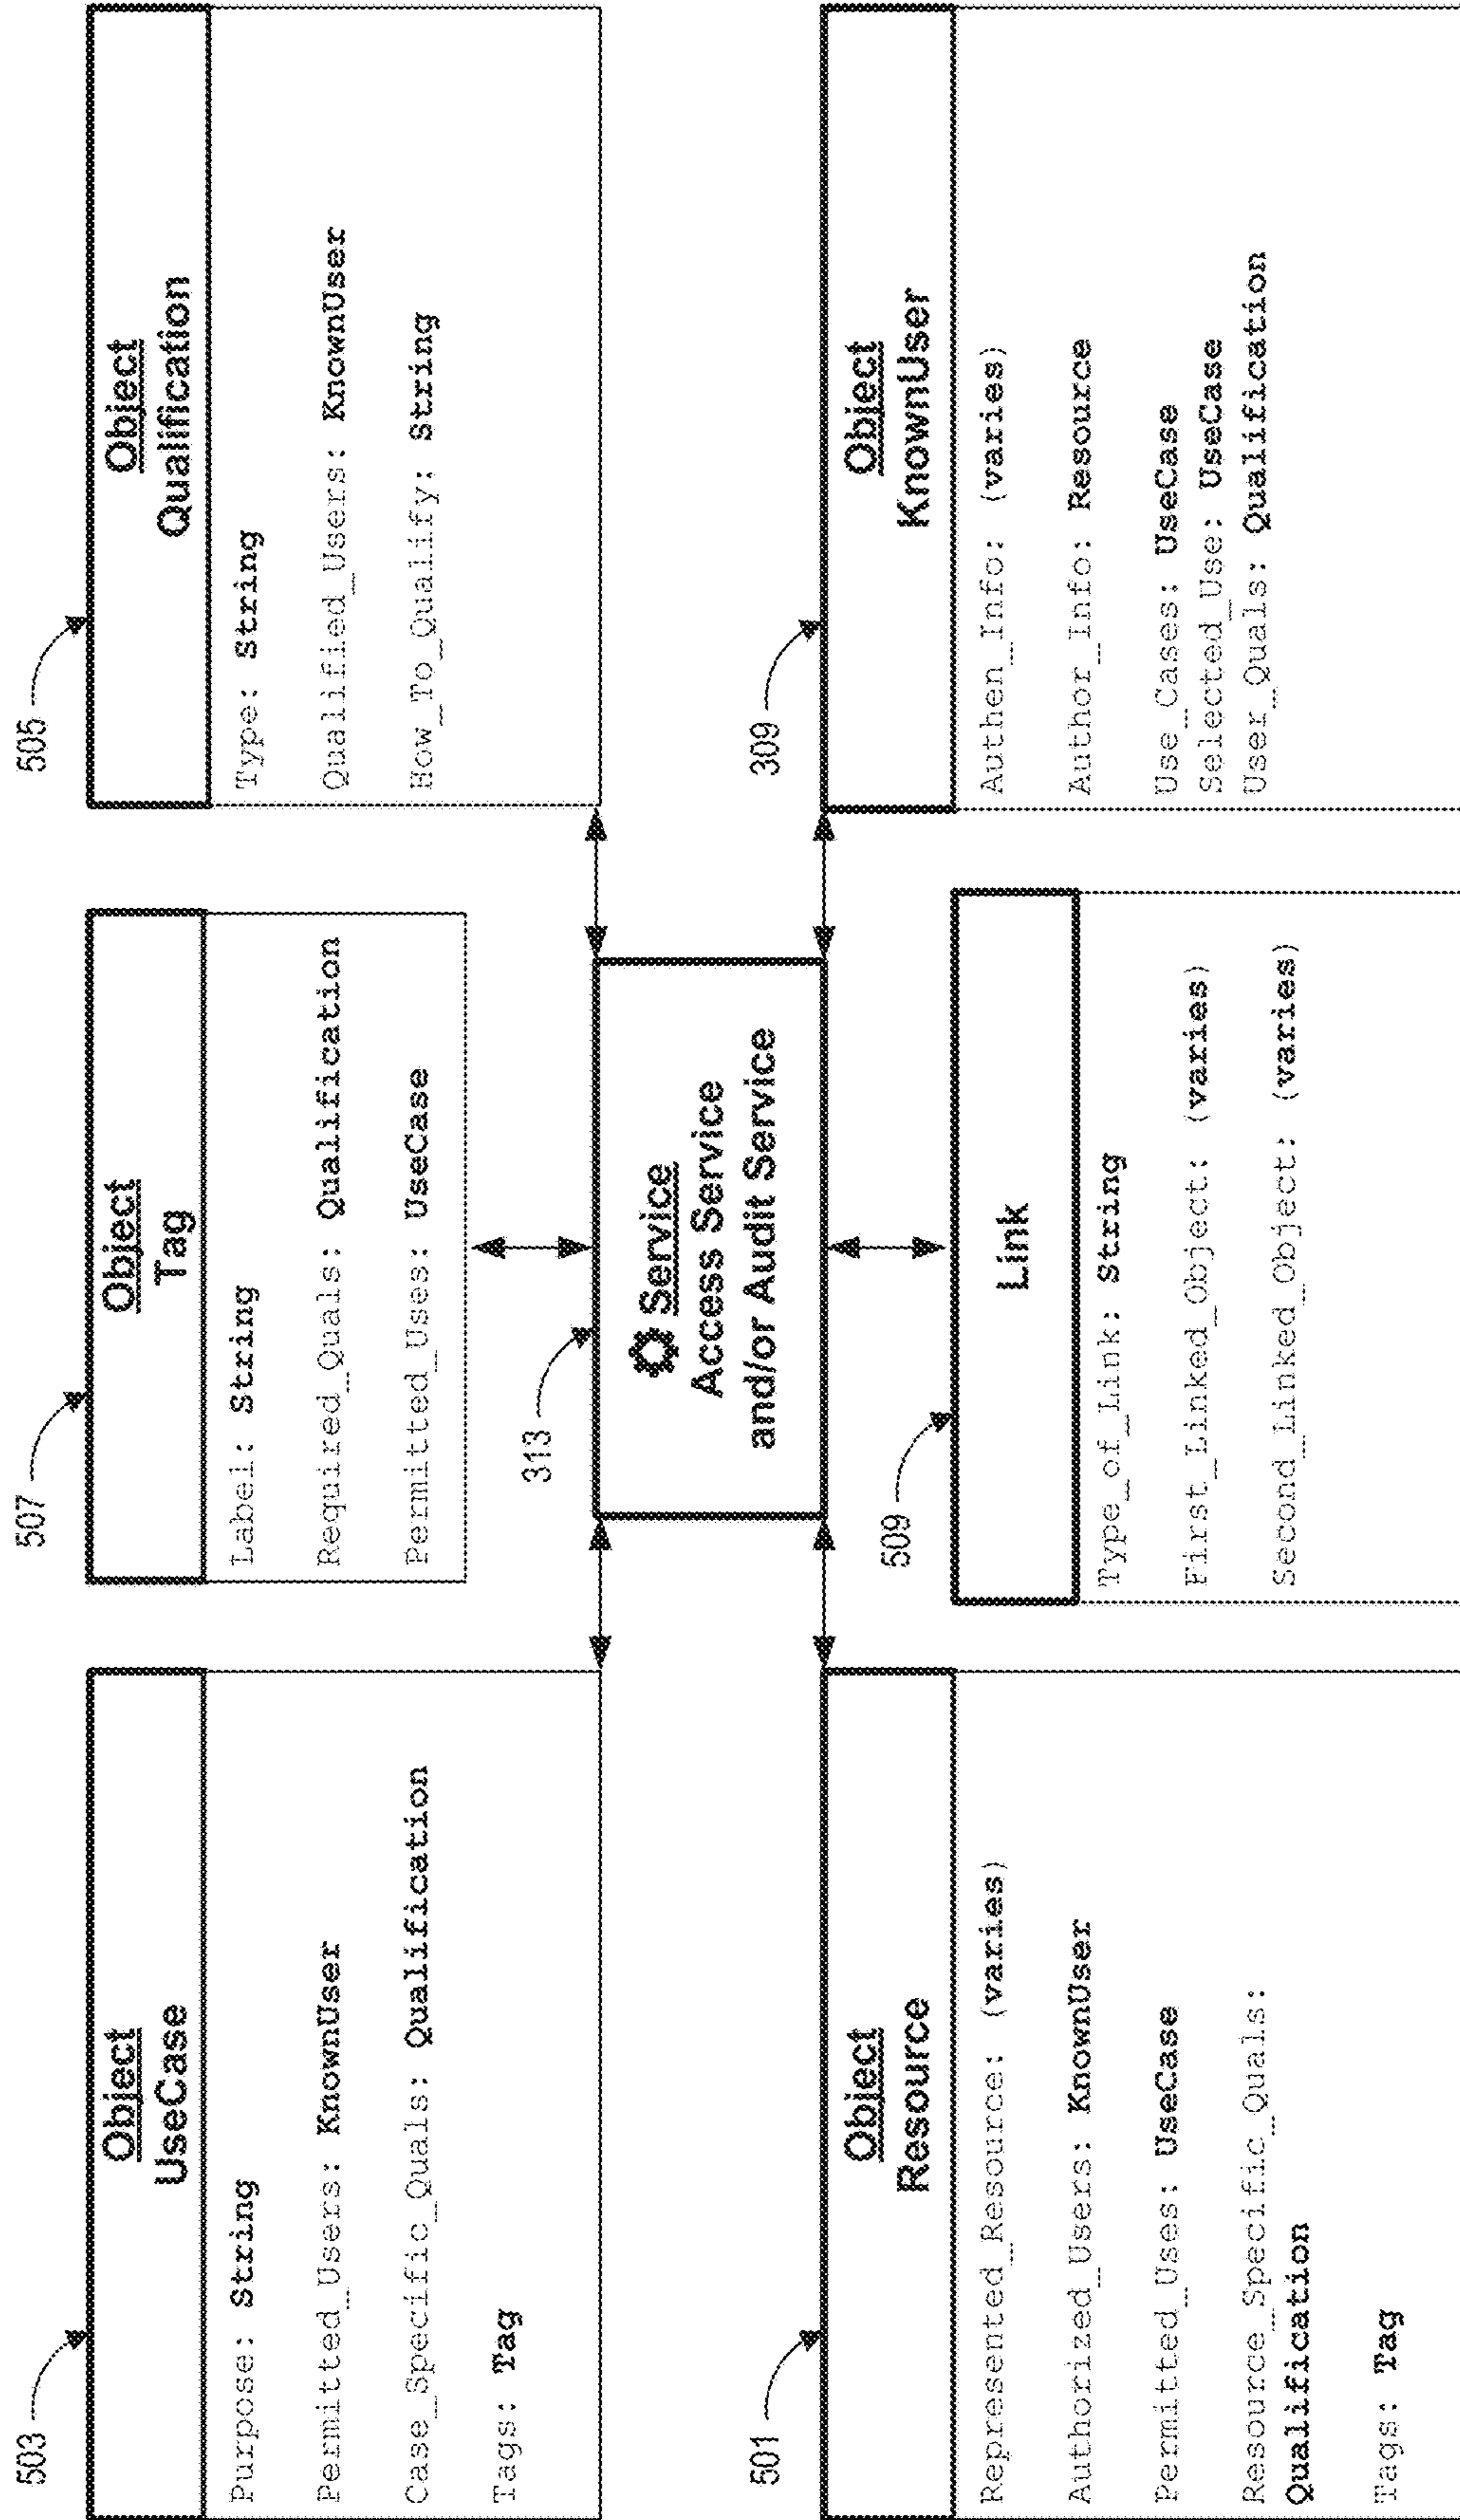 503
Object
UseCase
Purpose: String
Permitted_Users: KnownUser
Case_Specific_Quals: Qualification
Tags: Tag
507
Object
Tag
Label: String
Required_Quals: Qualification
Permitted_Uses: UseCase
505
Object
Qualification
Type: String
Qualified_Users: KnownUser
How_To_Qualify: String
313
Service
Access Service
and/or Audit Service
501
Object
Resource
Represented_Resource: (varies)
Authorized_Users: KnownUser
Permitted_Uses: UseCase
Resource_Specific_Quals:
Qualification
Tags: Tag
509
Link
Type_of_Link: String
First_Linked_Object: (varies)
Second_Linked_Object: (varies)
309
Object
KnownUser
Authen_Info: (varies)
Author_Info: Resource
Use_Cases: UseCase
Selected_Use: UseCase
User_Quals: Qualification